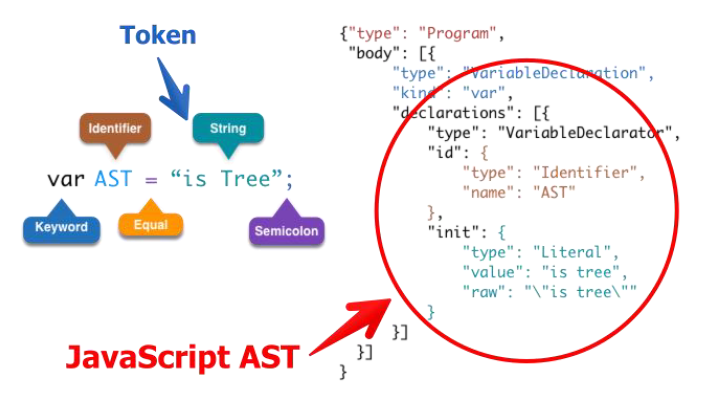 Token
Identifier
String
var AST = “is Tree”;
Keyword
Equal
Semicolon
JavaScript AST
{"type": "Program",
"body": [{
"type": "VariableDeclaration",
"kind": "var",
"declarations": [{
"type": "VariableDeclarator",
"id": {
"type": "Identifier",
"name": "AST"
},
"init": {
"type": "Literal",
"value": "is tree",
"raw": "\"is tree\""
}
}]
}]
}